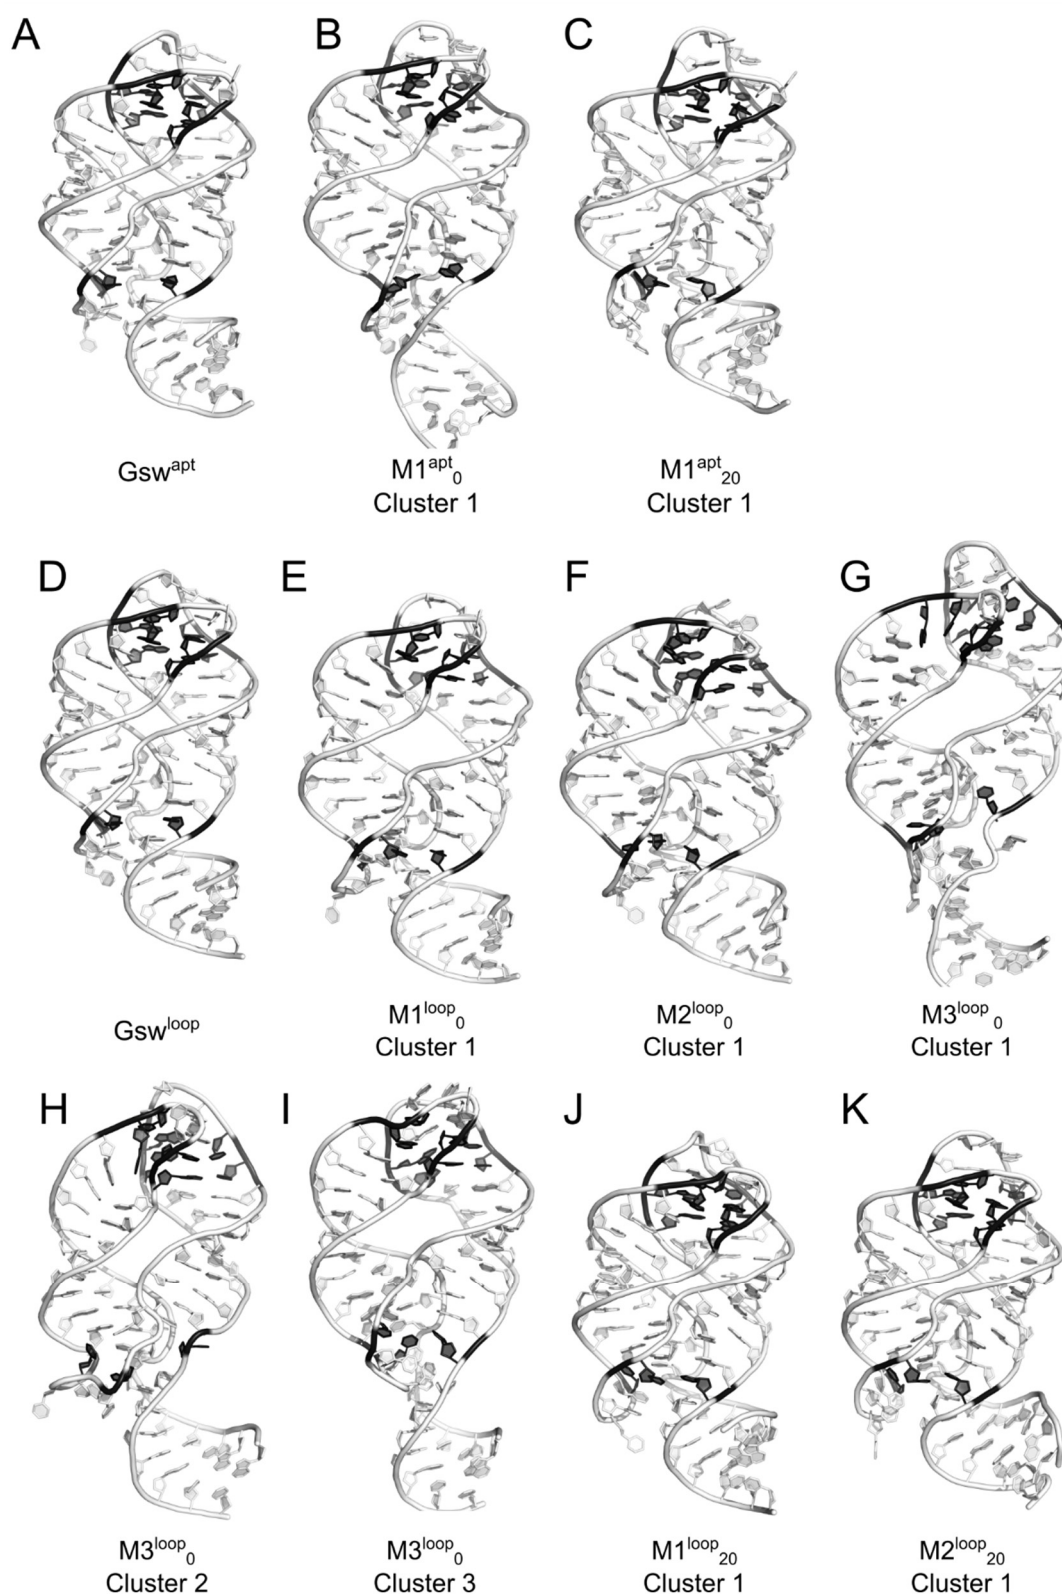 A B C
Gsw^apt M1^apt_0 M1^apt_20
Cluster 1 Cluster 1
D E F G
Gsw^loop M1^loop_0 M2^loop_0 M3^loop_0
Cluster 1 Cluster 1 Cluster 1
H I J K
M3^loop_0 M3^loop_0 M1^loop_20 M2^loop_20
Cluster 2 Cluster 3 Cluster 1 Cluster 1